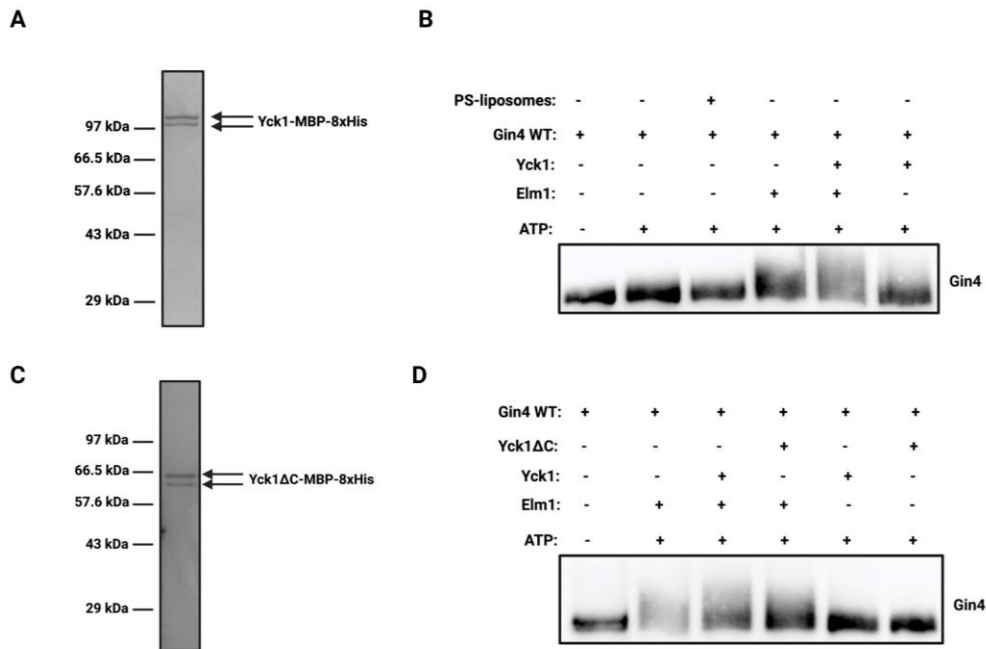 A
97 kDa
66.5 kDa
57.6 kDa
43 kDa
29 kDa
Yck1-MBP-8xHis
B
PS-liposomes: - - + - - -
Gin4 WT: + + + + + +
Yck1: - - - - + +
Elm1: - - - + + -
ATP: - + + + + +
Gin4
C
97 kDa
66.5 kDa
57.6 kDa
43 kDa
29 kDa
Yck1ΔC-MBP-8xHis
D
Gin4 WT: + + + + + +
Yck1ΔC: - - - + - +
Yck1: - - + - + -
Elm1: - + + + - -
ATP: - + + + + +
Gin4